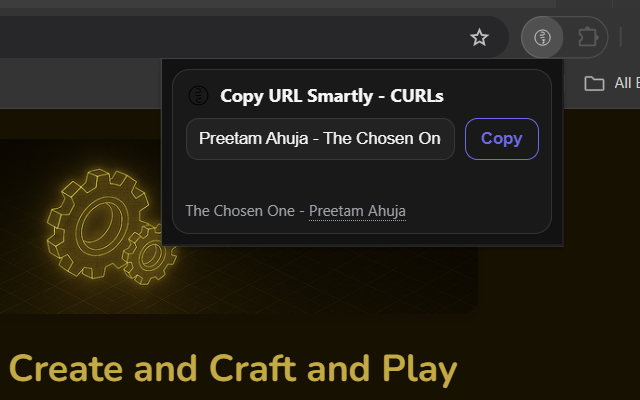 All
Copy URL Smartly - CURLs
Preetam Ahuja - The Chosen On
Copy
The Chosen One - Preetam Ahuja
Create and Craft and Play